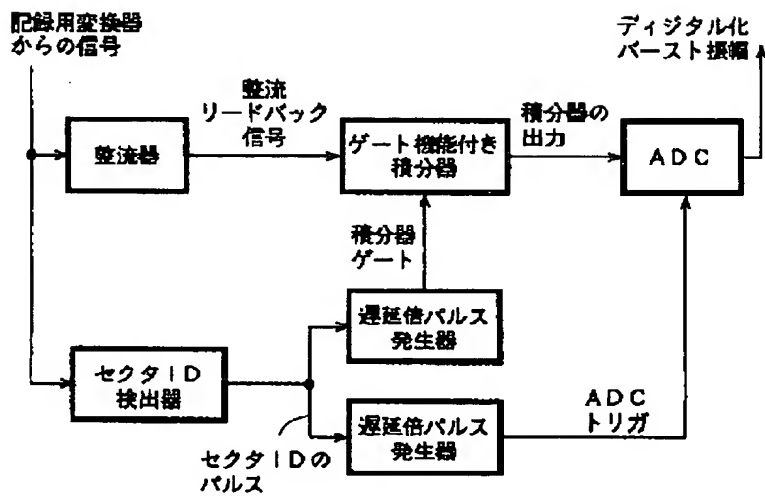 記録用変換器
からの信号
ディジタル化
バースト振幅
整流
リードバック
信号
積分器の
出力
整流器
ゲート機能付き
積分器
ADC
積分器
ゲート
遅延倍パルス
発生器
セクタID
検出器
ADC
トリガ
遅延倍パルス
発生器
セクタIDの
パルス